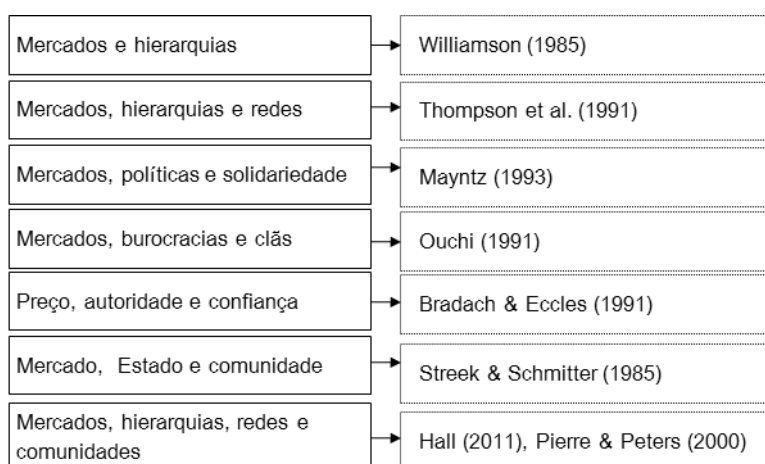 Mercados e hierarquias
Williamson (1985)
Mercados, hierarquias e redes
Thompson et al. (1991)
Mercados, políticas e solidariedade
Mayntz (1993)
Mercados, burocracias e clãs
Ouchi (1991)
Preço, autoridade e confiança
Bradach & Eccles (1991)
Mercado, Estado e comunidade
Streek & Schmitter (1985)
Mercados, hierarquias, redes e
comunidades
Hall (2011), Pierre & Peters (2000)